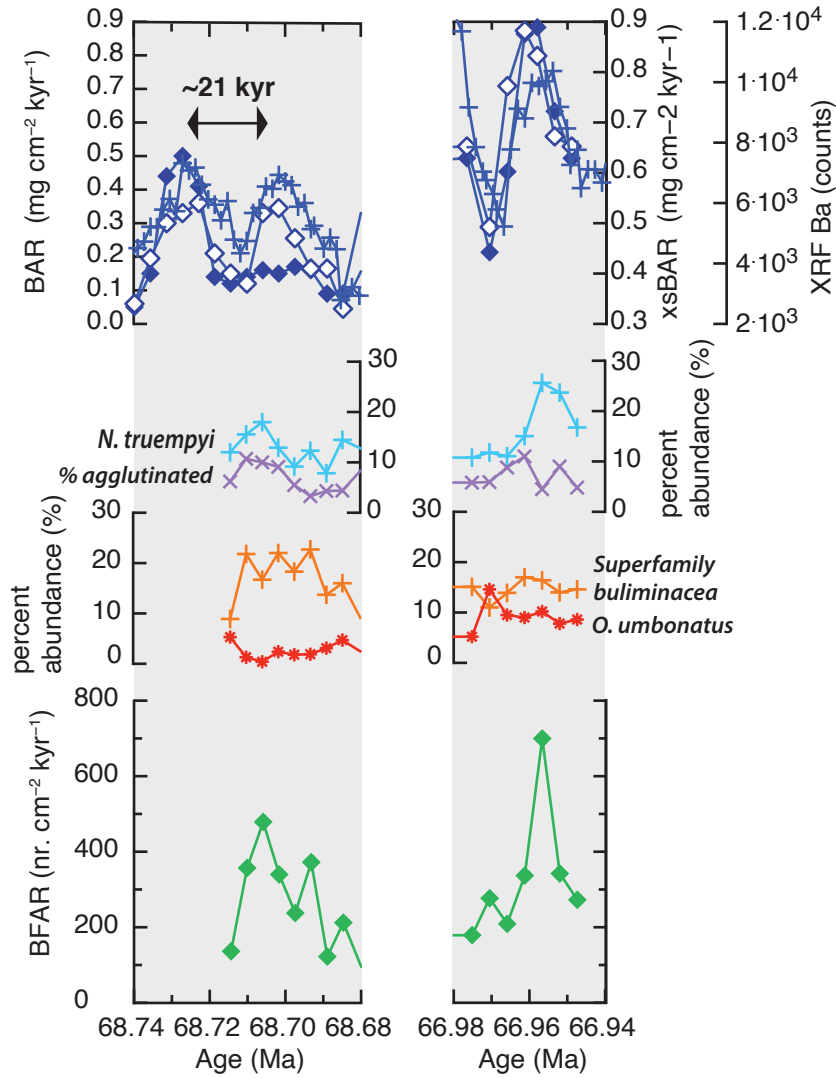 0.9
0.8
0.7
0.6
0.5
0.4
0.3
0.2
0.1
0.0
BAR (mg cm⁻² kyr⁻¹)
~21 kyr
0.9
0.8
0.7
0.6
0.5
0.4
0.3
xsBAR (mg cm-2 kyr−1)
1.2·10⁴
1·10⁴
8·10³
6·10³
4·10³
2·10³
XRF Ba (counts)
30
20
10
0
N. truempyi
% agglutinated
30
20
10
0
percent
abundance (%)
30
20
10
0
percent
abundance (%)
30
20
10
0
Superfamily
buliminacea
O. umbonatus
800
600
400
200
0
BFAR (nr. cm⁻² kyr⁻¹)
68.74 68.72 68.70 68.68
Age (Ma)
66.98 66.96 66.94
Age (Ma)